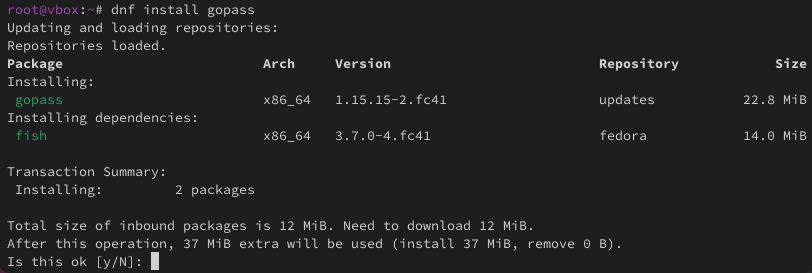 root@vbox:~# dnf install gopass
Updating and loading repositories:
Repositories loaded.
Package Arch Version Repository Size
Installing:
gopass x86_64 1.15.15-2.fc41 updates 22.8 MiB
Installing dependencies:
fish x86_64 3.7.0-4.fc41 fedora 14.0 MiB
Transaction Summary:
Installing: 2 packages
Total size of inbound packages is 12 MiB. Need to download 12 MiB.
After this operation, 37 MiB extra will be used (install 37 MiB, remove 0 B).
Is this ok [y/N]: